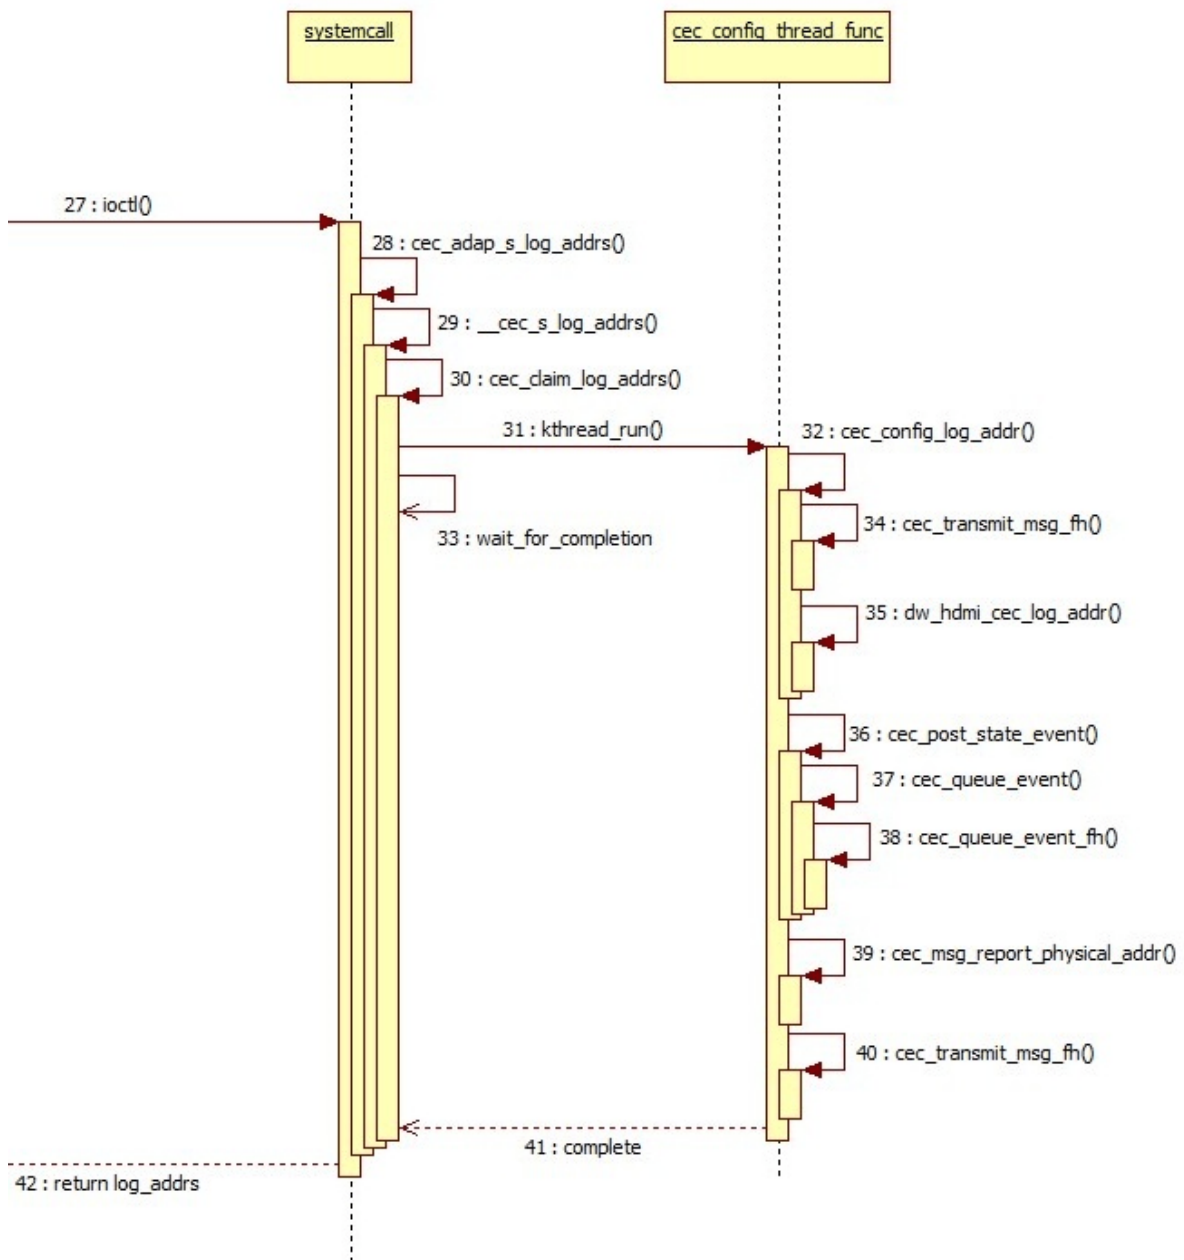 systemcall
cec_config_thread_func
27 : ioctl()
28 : cec_adap_s_log_addrs()
29 : __cec_s_log_addrs()
30 : cec_claim_log_addrs()
31 : kthread_run()
32 : cec_config_log_addr()
33 : wait_for_completion
34 : cec_transmit_msg_fh()
35 : dw_hdmi_cec_log_addr()
36 : cec_post_state_event()
37 : cec_queue_event()
38 : cec_queue_event_fh()
39 : cec_msg_report_physical_addr()
40 : cec_transmit_msg_fh()
41 : complete
42 : return log_addrs